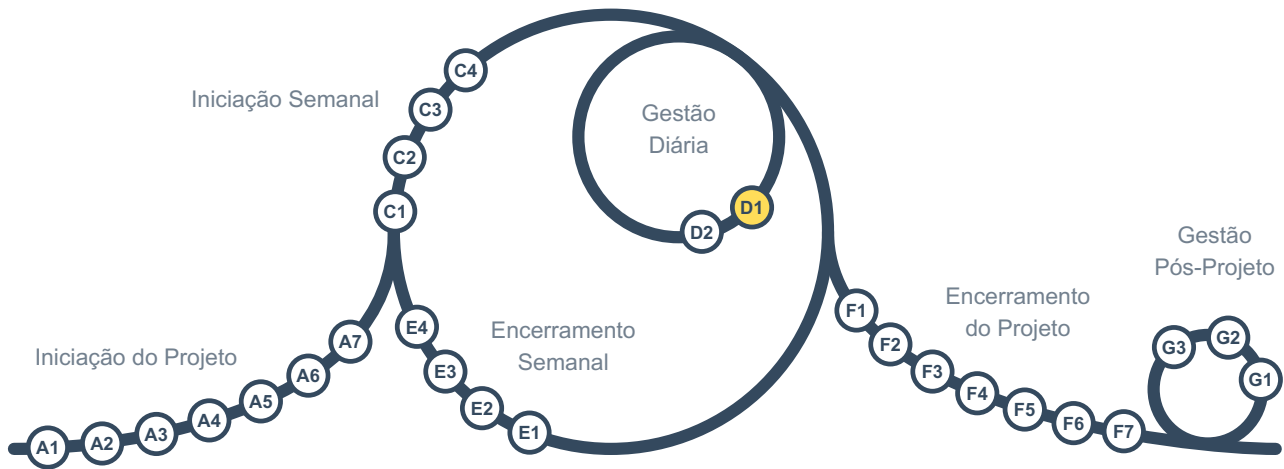 Iniciação do Projeto
A1
A2
A3
A4
A5
A6
A7
Iniciação Semanal
C1
C2
C3
C4
Gestão
Diária
D1
D2
Encerramento
Semanal
E1
E2
E3
E4
Encerramento
do Projeto
F1
F2
F3
F4
F5
F6
F7
Gestão
Pós-Projeto
G1
G2
G3